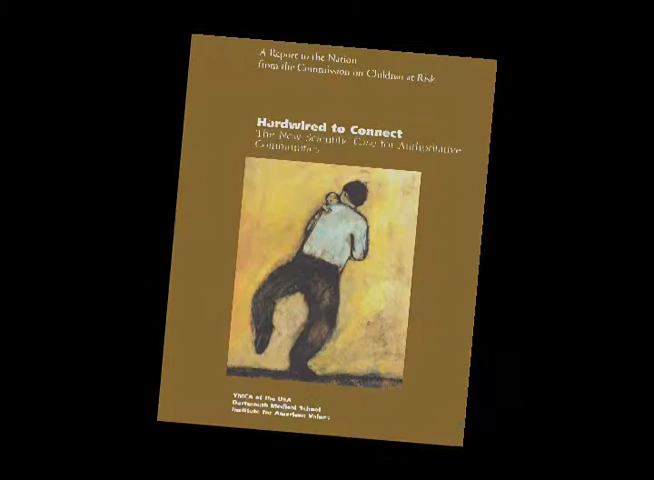 A Report to the Nation
from the Commission on Children at Risk
Hardwired to Connect
The New Scientific Case for Authoritative
Communities
YMCA of the USA
Dartmouth Medical School
Institute for American Values